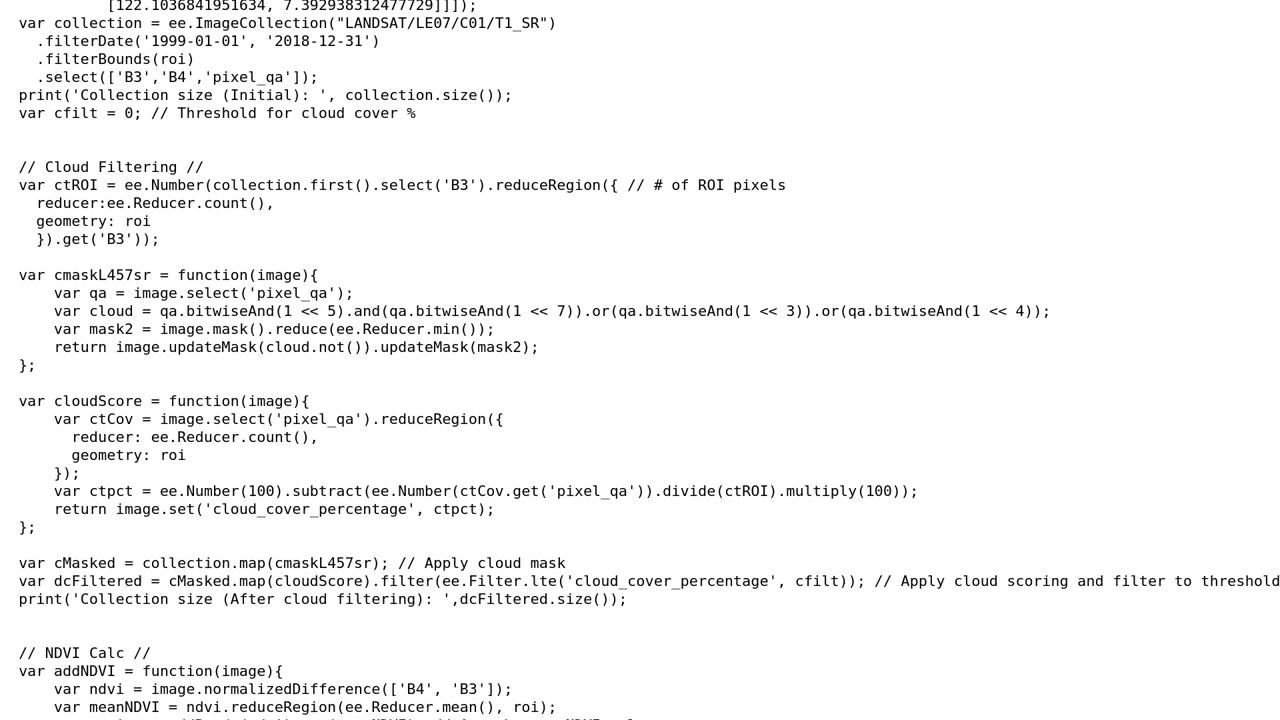 [122.1036841951634, 7.392938312477729]]]);
var collection = ee.ImageCollection("LANDSAT/LE07/C01/T1_SR")
  .filterDate('1999-01-01', '2018-12-31')
  .filterBounds(roi)
  .select(['B3','B4','pixel_qa']);
print('Collection size (Initial): ', collection.size());
var cfilt = 0; // Threshold for cloud cover %
// Cloud Filtering //
var ctROI = ee.Number(collection.first().select('B3').reduceRegion({ // # of ROI pixels
  reducer:ee.Reducer.count(),
  geometry: roi
  }).get('B3'));
var cmaskL457sr = function(image){
    var qa = image.select('pixel_qa');
    var cloud = qa.bitwiseAnd(1 << 5).and(qa.bitwiseAnd(1 << 7)).or(qa.bitwiseAnd(1 << 3)).or(qa.bitwiseAnd(1 << 4));
    var mask2 = image.mask().reduce(ee.Reducer.min());
    return image.updateMask(cloud.not()).updateMask(mask2);
};
var cloudScore = function(image){
    var ctCov = image.select('pixel_qa').reduceRegion({
      reducer: ee.Reducer.count(),
      geometry: roi
    });
    var ctpct = ee.Number(100).subtract(ee.Number(ctCov.get('pixel_qa')).divide(ctROI).multiply(100));
    return image.set('cloud_cover_percentage', ctpct);
};
var cMasked = collection.map(cmaskL457sr); // Apply cloud mask
var dcFiltered = cMasked.map(cloudScore).filter(ee.Filter.lte('cloud_cover_percentage', cfilt)); // Apply cloud scoring and filter to threshold
print('Collection size (After cloud filtering): ',dcFiltered.size());
// NDVI Calc //
var addNDVI = function(image){
    var ndvi = image.normalizedDifference(['B4', 'B3']);
    var meanNDVI = ndvi.reduceRegion(ee.Reducer.mean(), roi);